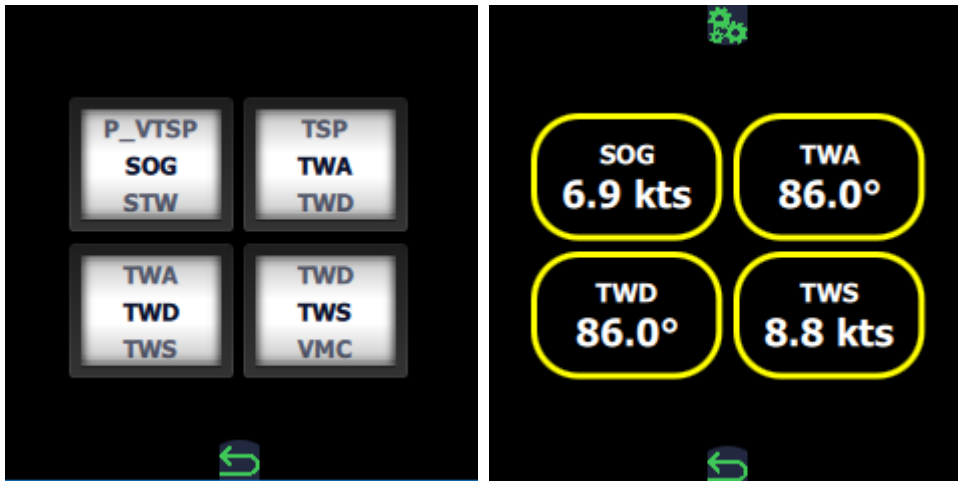 P_VTSP
SOG
STW
TSP
TWA
TWD
TWA
TWD
TWS
TWD
TWS
VMC
SOG
6.9 kts
TWA
86.0°
TWD
86.0°
TWS
8.8 kts